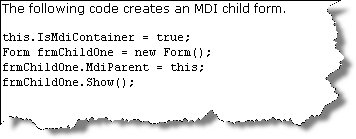 The following code creates an MDI child form.
this.IsMdiContainer = true;
Form frmChildOne = new Form();
frmChildOne.MdiParent = this;
frmChildOne.Show();